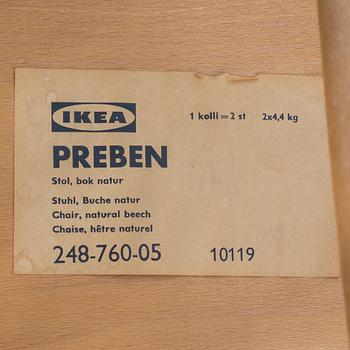 IKEA
1 kolli = 2 st 2x4,4 kg
PREBEN
Stol, bok natur
Stuhl, Buche natur
Chair, natural beech
Chaise, hêtre naturel
248-760-05 10119